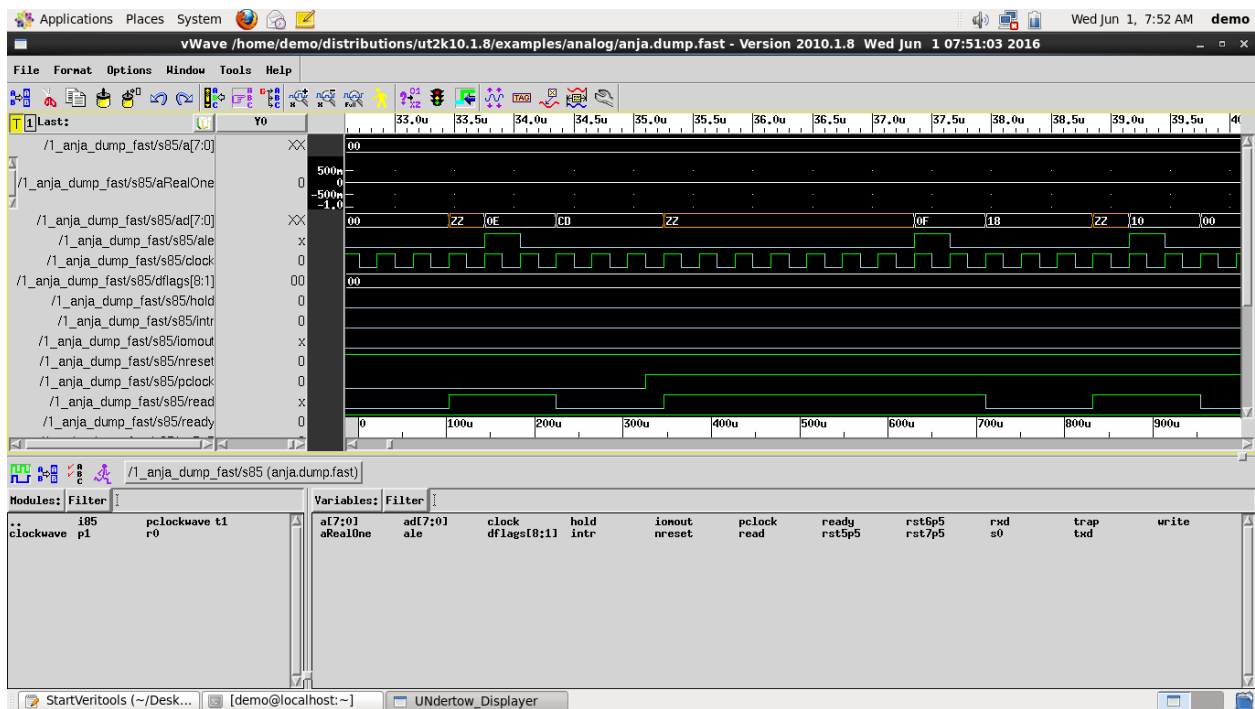 Applications Places System Wed Jun 1, 7:52 AM demo
vWave /home/demo/distributions/ut2k10.1.8/examples/analog/anja.dump.fast - Version 2010.1.8 Wed Jun 1 07:51:03 2016
File Format Options Window Tools Help
T 1 Last: Y0 33.0u 33.5u 34.0u 34.5u 35.0u 35.5u 36.0u 36.5u 37.0u 37.5u 38.0u 38.5u 39.0u 39.5u 4(
/1_anja_dump_fast/s85/a[7:0] XX 00
500m
/1_anja_dump_fast/s85/aRealOne 0 0
-500m
-1.0
/1_anja_dump_fast/s85/ad[7:0] XX 00 ZZ 0E CD ZZ 0F 18 ZZ 10 00
/1_anja_dump_fast/s85/ale x
/1_anja_dump_fast/s85/clock 0
/1_anja_dump_fast/s85/dflags[8:1] 00 00
/1_anja_dump_fast/s85/hold 0
/1_anja_dump_fast/s85/intr 0
/1_anja_dump_fast/s85/iomout x
/1_anja_dump_fast/s85/nreset 0
/1_anja_dump_fast/s85/pclock 0
/1_anja_dump_fast/s85/read x
/1_anja_dump_fast/s85/ready 0 0 100u 200u 300u 400u 500u 600u 700u 800u 900u
/1_anja_dump_fast/s85 (anja.dump.fast)
Modules: Filter Variables: Filter
.. i85 pclockwave t1 a[7:0] ad[7:0] clock hold iomout pclock ready rst6p5 rxd trap write
clockwave p1 r0 aRealOne ale dflags[8:1] intr nreset read rst5p5 rst7p5 s0 txd
StartVeritools (~/Desk... [demo@localhost:~] UNdertow_Displayer